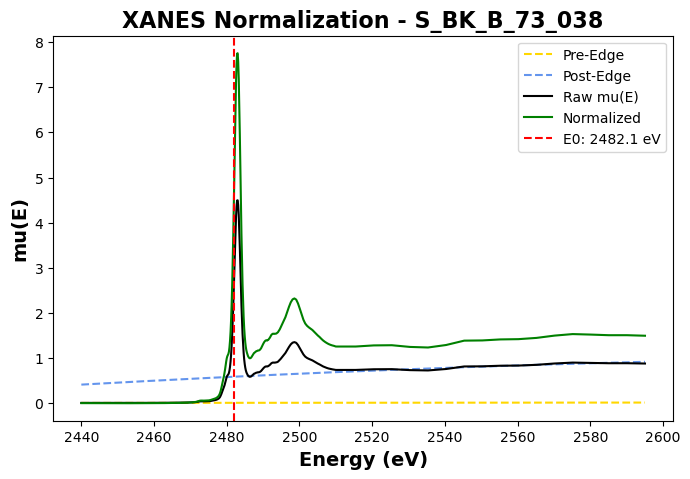 XANES Normalization - S_BK_B_73_038
mu(E)
8
7
6
5
4
3
2
1
0
Pre-Edge
Post-Edge
Raw mu(E)
Normalized
E0: 2482.1 eV
2440 2460 2480 2500 2520 2540 2560 2580 2600
Energy (eV)